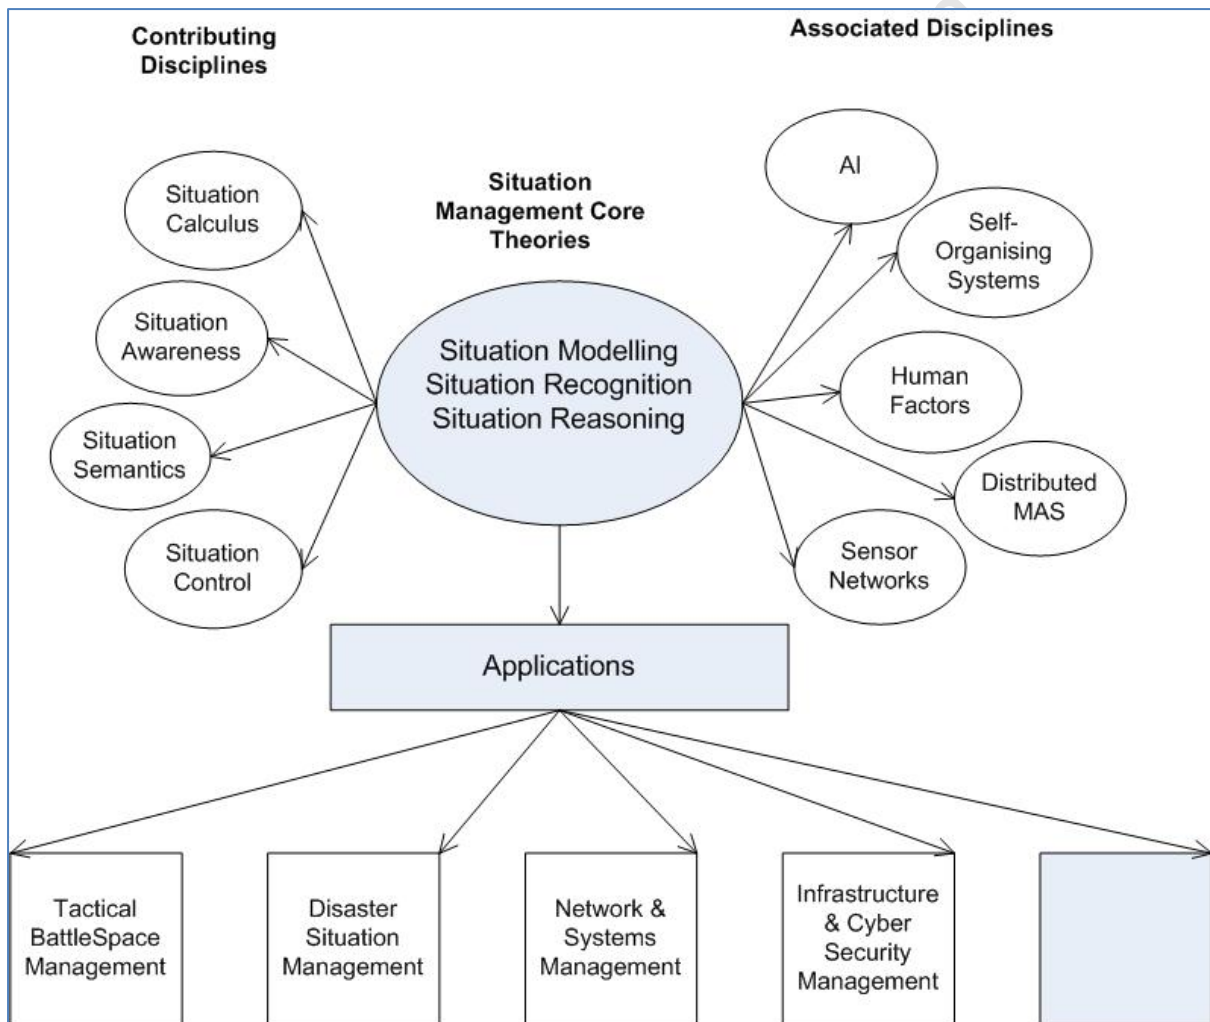 Contributing
Disciplines
Associated Disciplines
Situation
Management Core
Theories
Situation
Calculus
Situation
Awareness
Situation
Semantics
Situation
Control
Situation Modelling
Situation Recognition
Situation Reasoning
AI
Self-
Organising
Systems
Human
Factors
Distributed
MAS
Sensor
Networks
Applications
Tactical
BattleSpace
Management
Disaster
Situation
Management
Network &
Systems
Management
Infrastructure
& Cyber
Security
Management